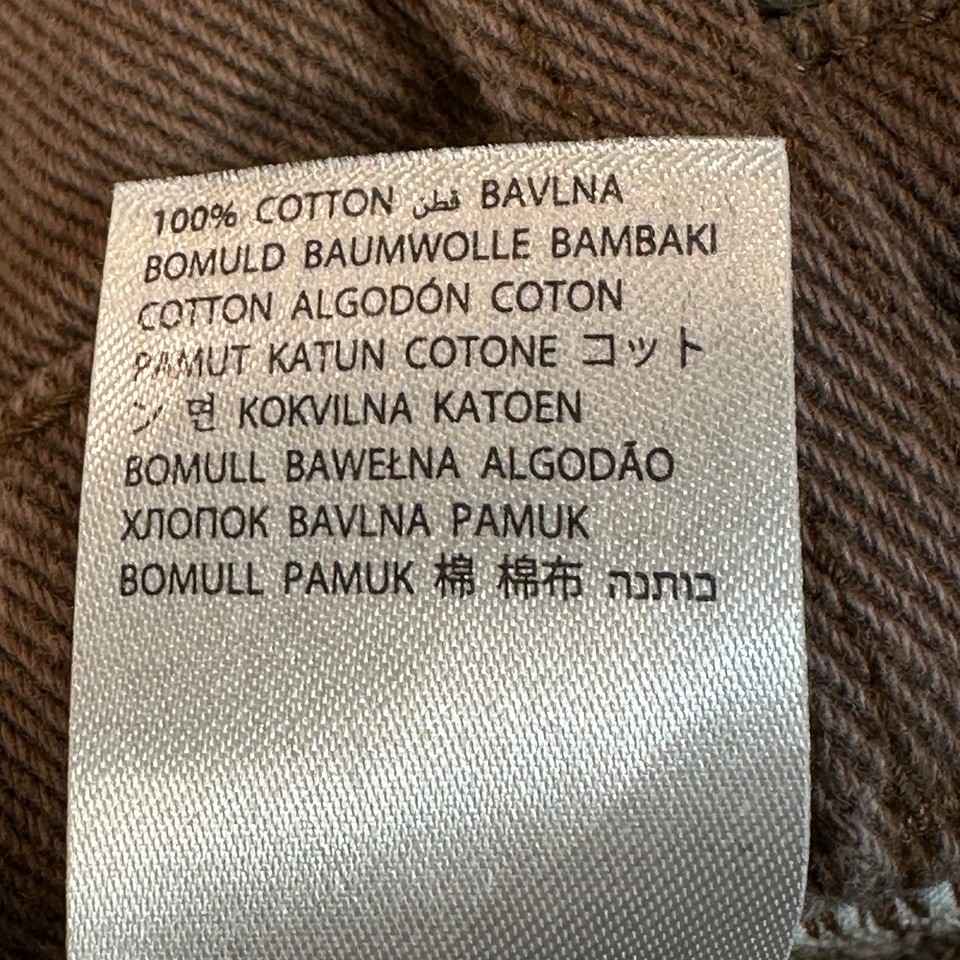 100% COTTON قطن BAVLNA
BOMULD BAUMWOLLE BAMBAKI
COTTON ALGODÓN COTON
PAMUT KATUN COTONE コット
ン 면 KOKVILNA KATOEN
BOMULL BAWEŁNA ALGODÃO
ХЛОПОК BAVLNA PAMUK
BOMULL PAMUK 棉 棉布 כותנה